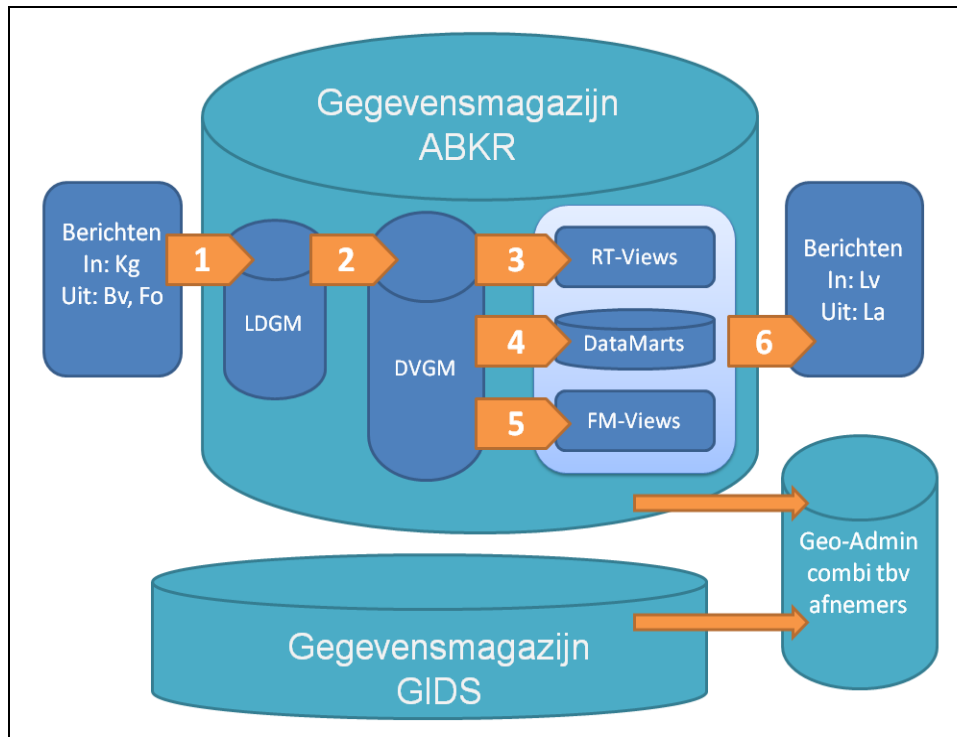 Gegevensmagazijn
ABKR
Berichten
In: Kg
Uit: Bv, Fo
1
LDGM
2
DVGM
3
RT-Views
4
DataMarts
5
FM-Views
6
Berichten
In: Lv
Uit: La
Geo-Admin
combi tbv
afnemers
Gegevensmagazijn
GIDS